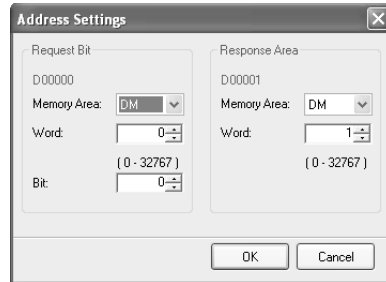 Address Settings
Request Bit
D00000
Memory Area: DM
Word: 0
( 0 - 32767 )
Bit: 0
Response Area
D00001
Memory Area: DM
Word: 1
( 0 - 32767 )
OK
Cancel